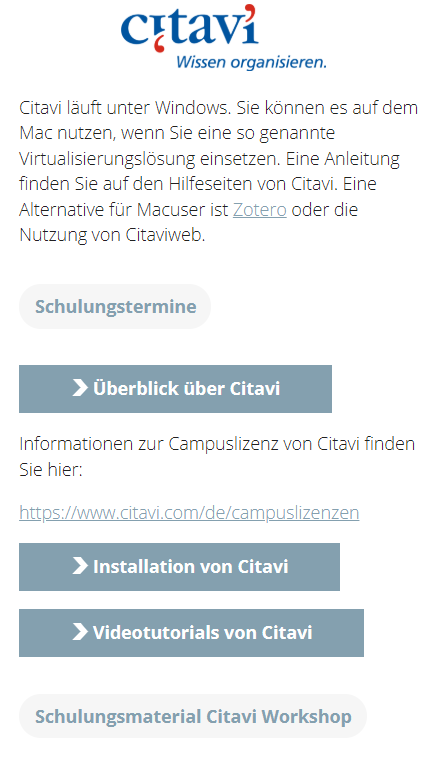 citavi
Wissen organisieren.
Citavi läuft unter Windows. Sie können es auf dem
Mac nutzen, wenn Sie eine so genannte
Virtualisierungslösung einsetzen. Eine Anleitung
finden Sie auf den Hilfeseiten von Citavi. Eine
Alternative für Macuser ist Zotero oder die
Nutzung von Citaviweb.
Schulungstermine
Überblick über Citavi
Informationen zur Campuslizenz von Citavi finden
Sie hier:
https://www.citavi.com/de/campuslizenzen
Installation von Citavi
Videotutorials von Citavi
Schulungsmaterial Citavi Workshop